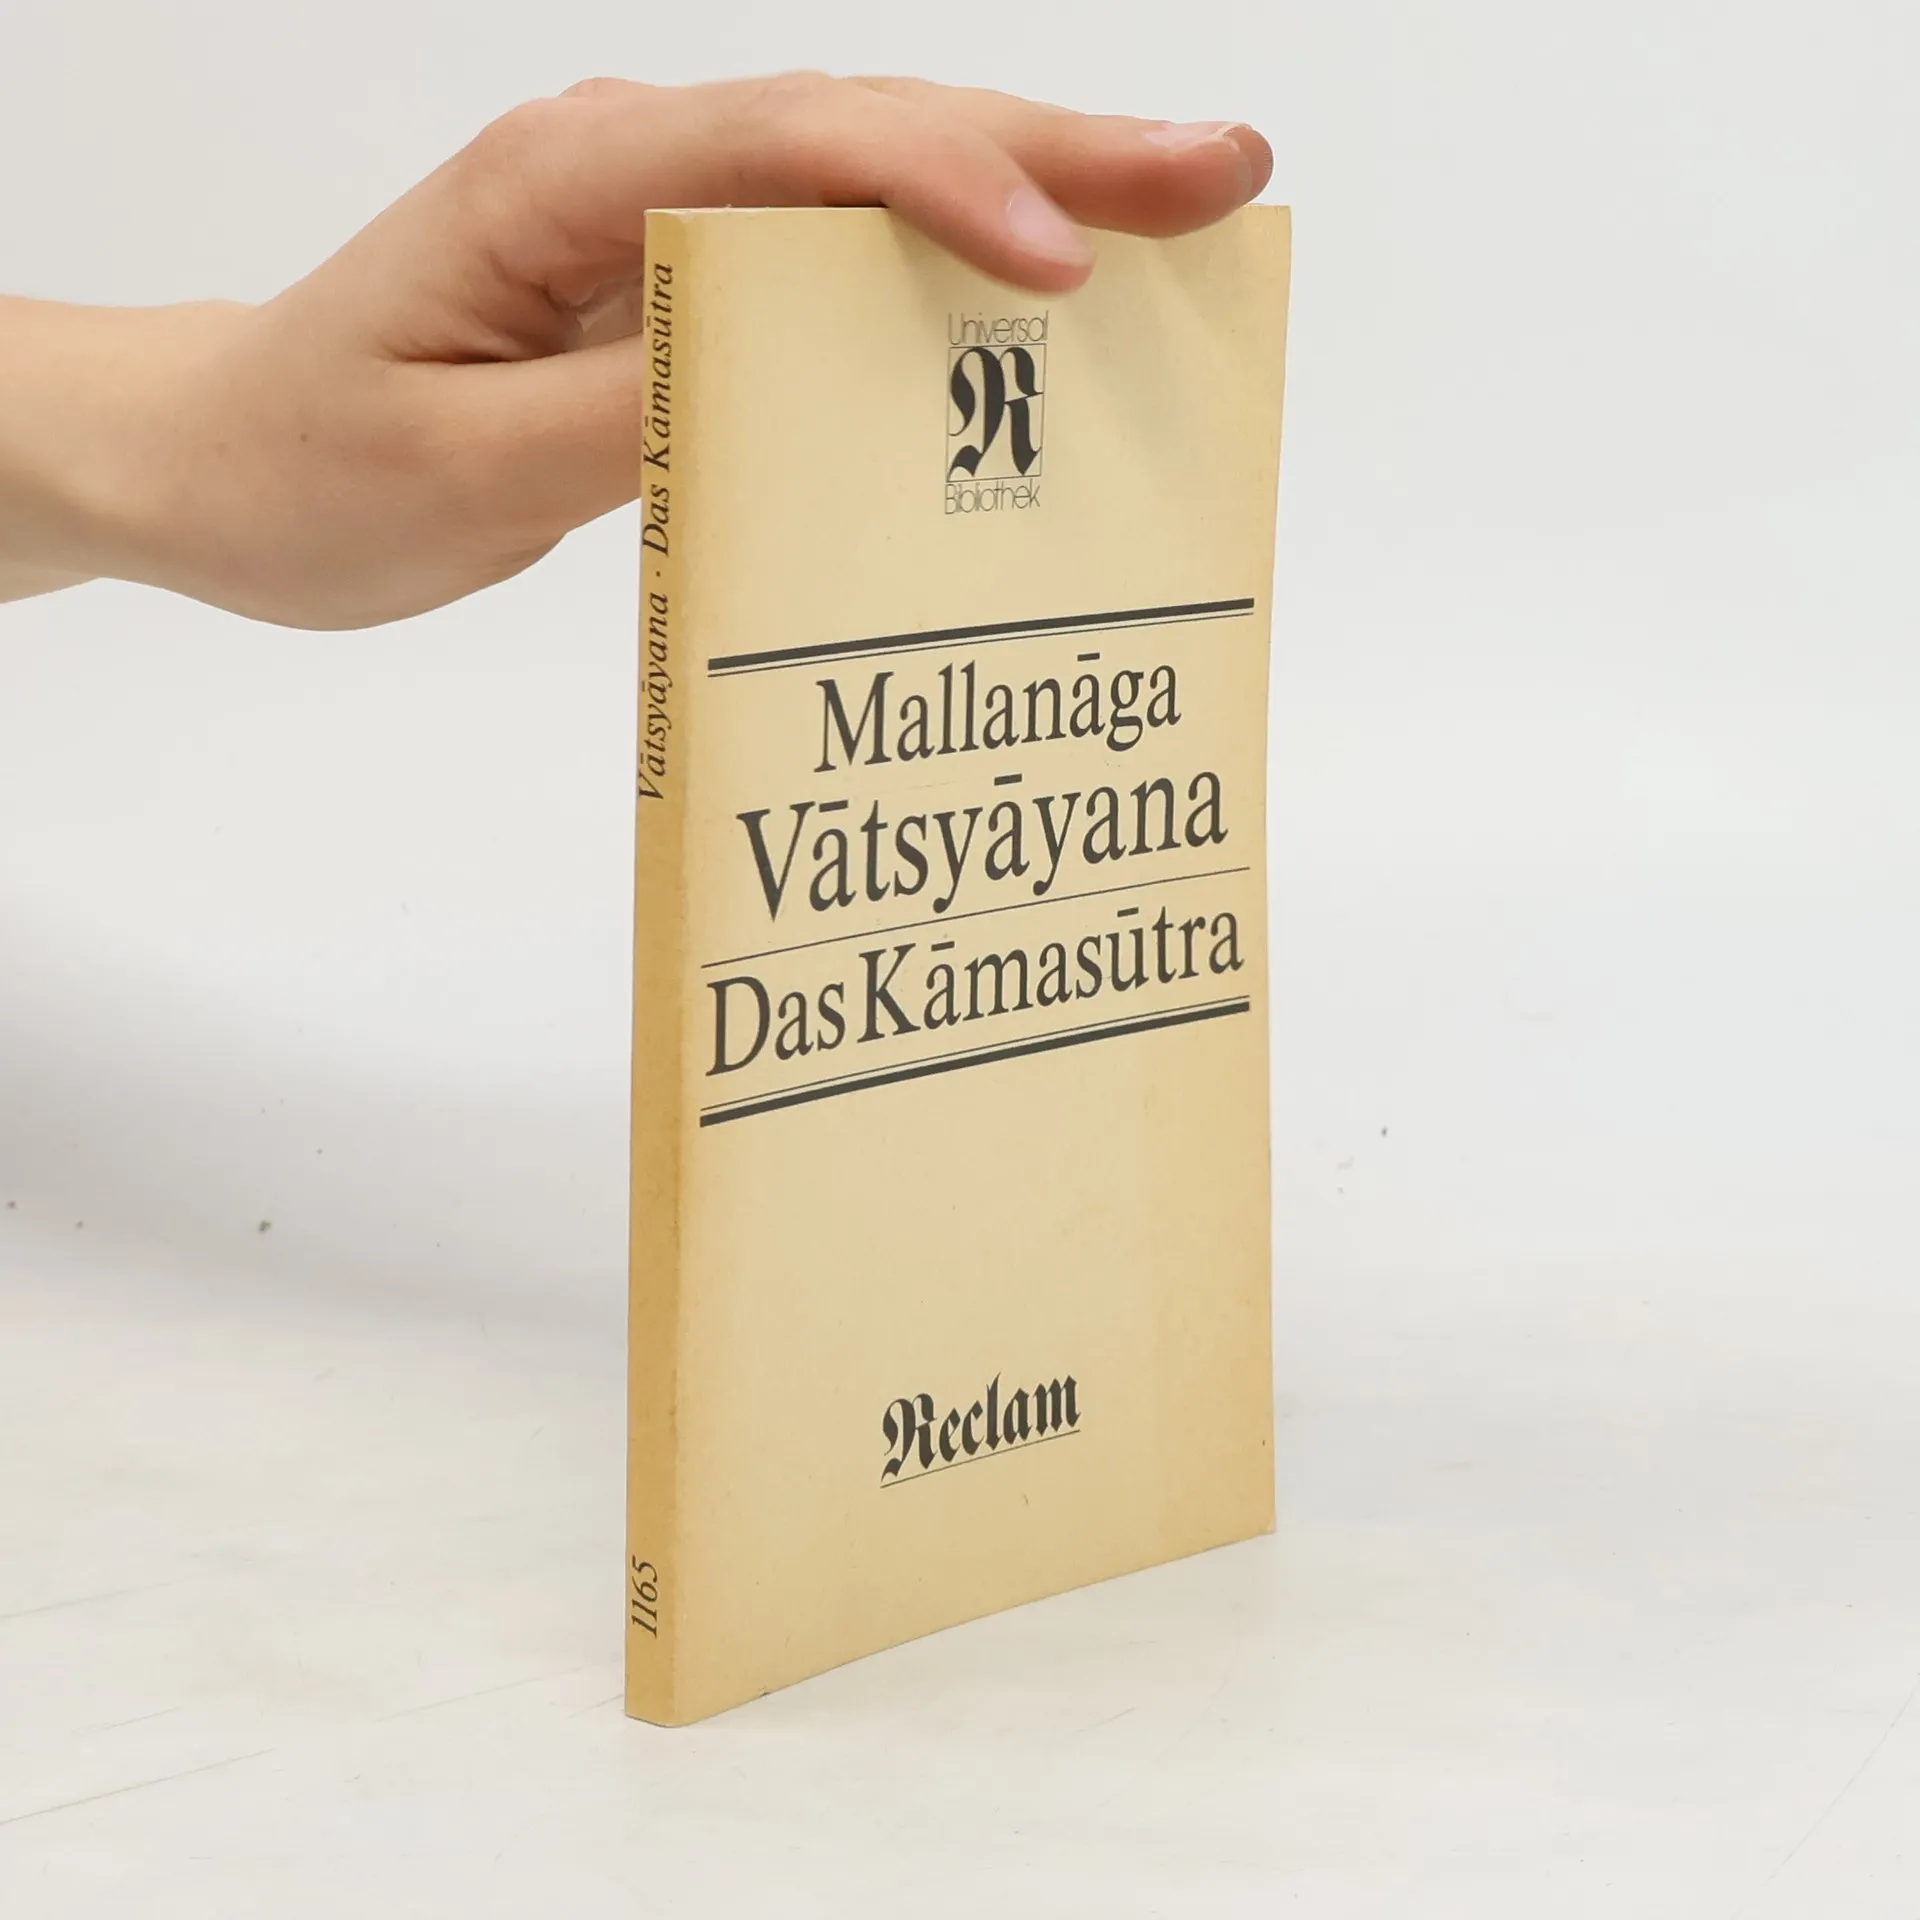 Vātsyāyana · Das Kāmasūtra
1165
Universal
R
Bibliothek
Mallanāga
Vātsyāyana
Das Kāmasūtra
Reclam